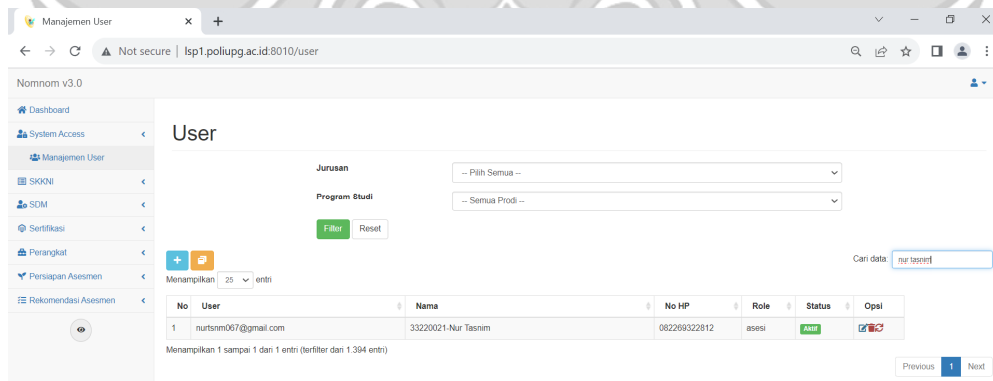 Manajemen User
Not secure | lsp1.poliupg.ac.id:8010/user
Nomnom v3.0
Dashboard
System Access
Manajemen User
SKKNI
SDM
Sertifikasi
Perangkat
Persiapan Asesmen
Rekomendasi Asesmen
User
Jurusan
-- Pilih Semua --
Program Studi
-- Semua Prodi --
Filter Reset
Cari data: nur tasnim
Menampilkan 25 entri
No User Nama No HP Role Status Opsi
1 nurtsnm067@gmail.com 33220021-Nur Tasnim 082269322812 asesi Aktif
Menampilkan 1 sampai 1 dari 1 entri (terfilter dari 1.394 entri)
Previous 1 Next